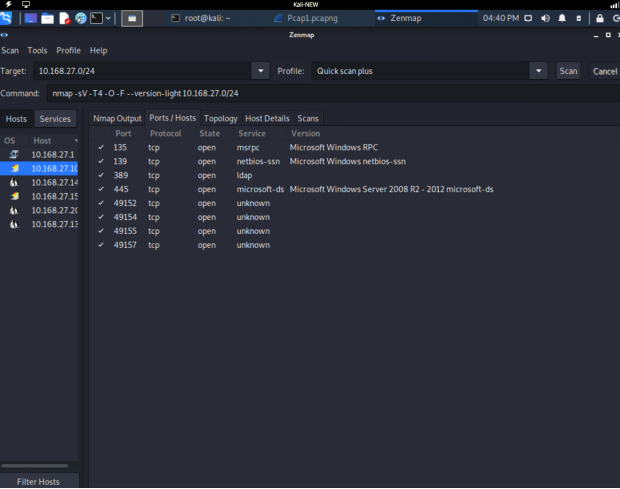 Kali-NEW
root@kali: ~
Pcap1.pcapng
Zenmap
04:40 PM
Zenmap
Scan Tools Profile Help
Target: 10.168.27.0/24 Profile: Quick scan plus Scan Cancel
Command: nmap -sV -T4 -O -F --version-light 10.168.27.0/24
Hosts Services Nmap Output Ports / Hosts Topology Host Details Scans
OS Host Port Protocol State Service Version
10.168.27.1
10.168.27.10
10.168.27.14
10.168.27.15
10.168.27.20
10.168.27.13
135 tcp open msrpc Microsoft Windows RPC
139 tcp open netbios-ssn Microsoft Windows netbios-ssn
389 tcp open ldap
445 tcp open microsoft-ds Microsoft Windows Server 2008 R2 - 2012 microsoft-ds
49152 tcp open unknown
49154 tcp open unknown
49155 tcp open unknown
49157 tcp open unknown
Filter Hosts